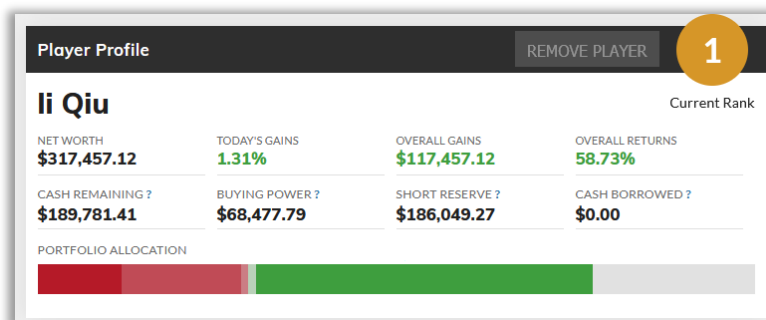 Player Profile
REMOVE PLAYER
1
li Qiu
Current Rank
NET WORTH
$317,457.12
TODAY'S GAINS
1.31%
OVERALL GAINS
$117,457.12
OVERALL RETURNS
58.73%
CASH REMAINING ?
$189,781.41
BUYING POWER ?
$68,477.79
SHORT RESERVE ?
$186,049.27
CASH BORROWED ?
$0.00
PORTFOLIO ALLOCATION